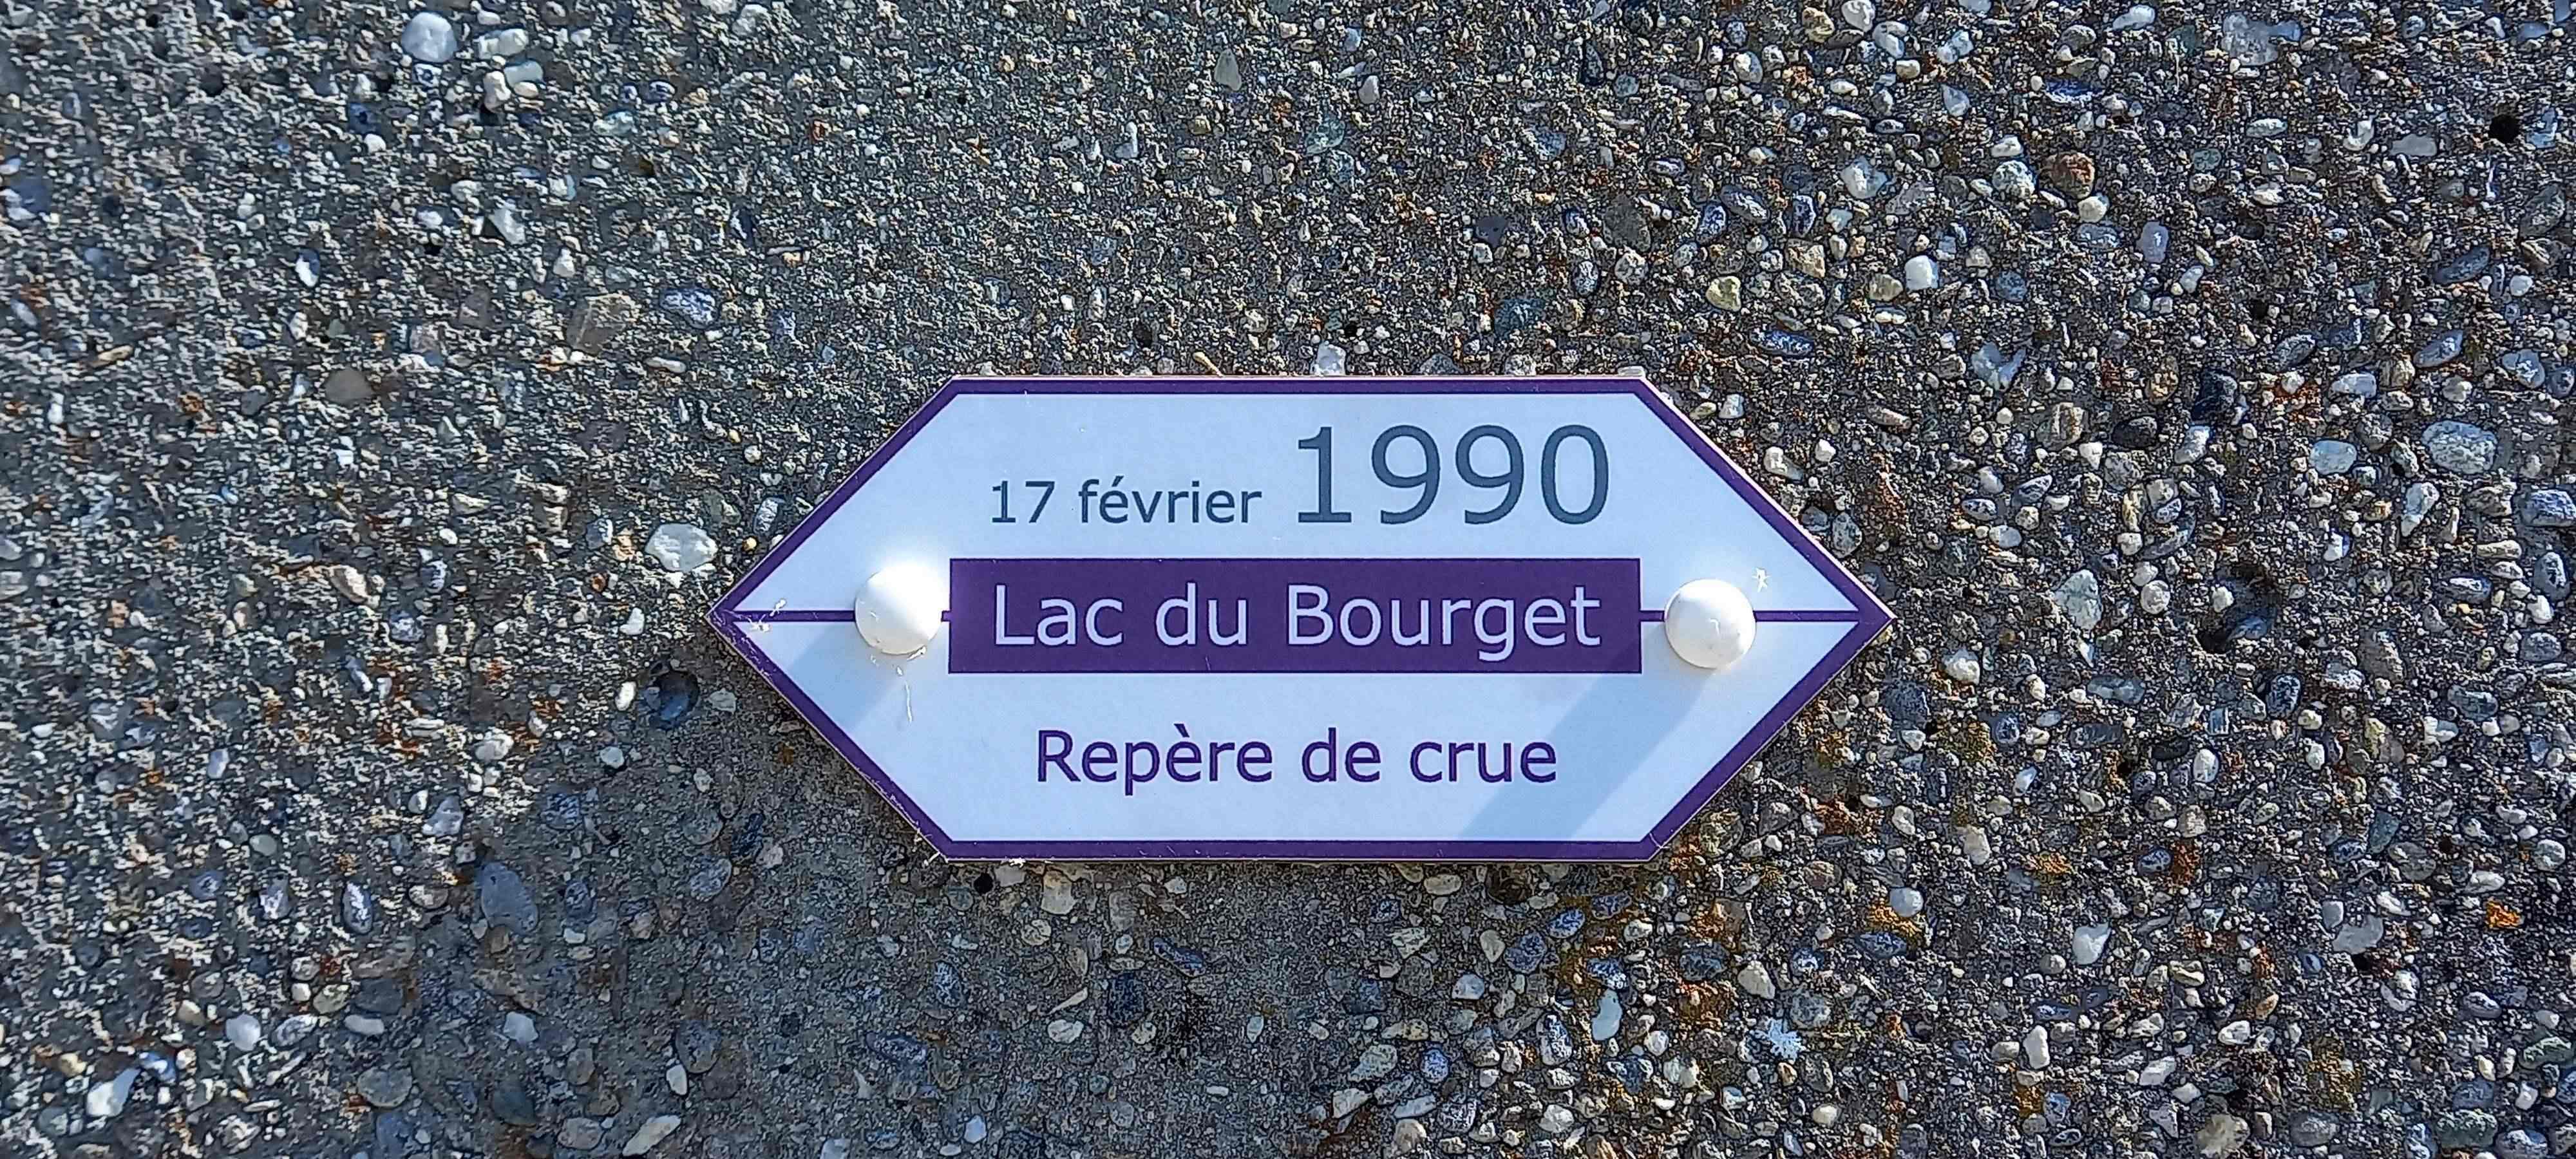 17 février 1990
Lac du Bourget
Repère de crue